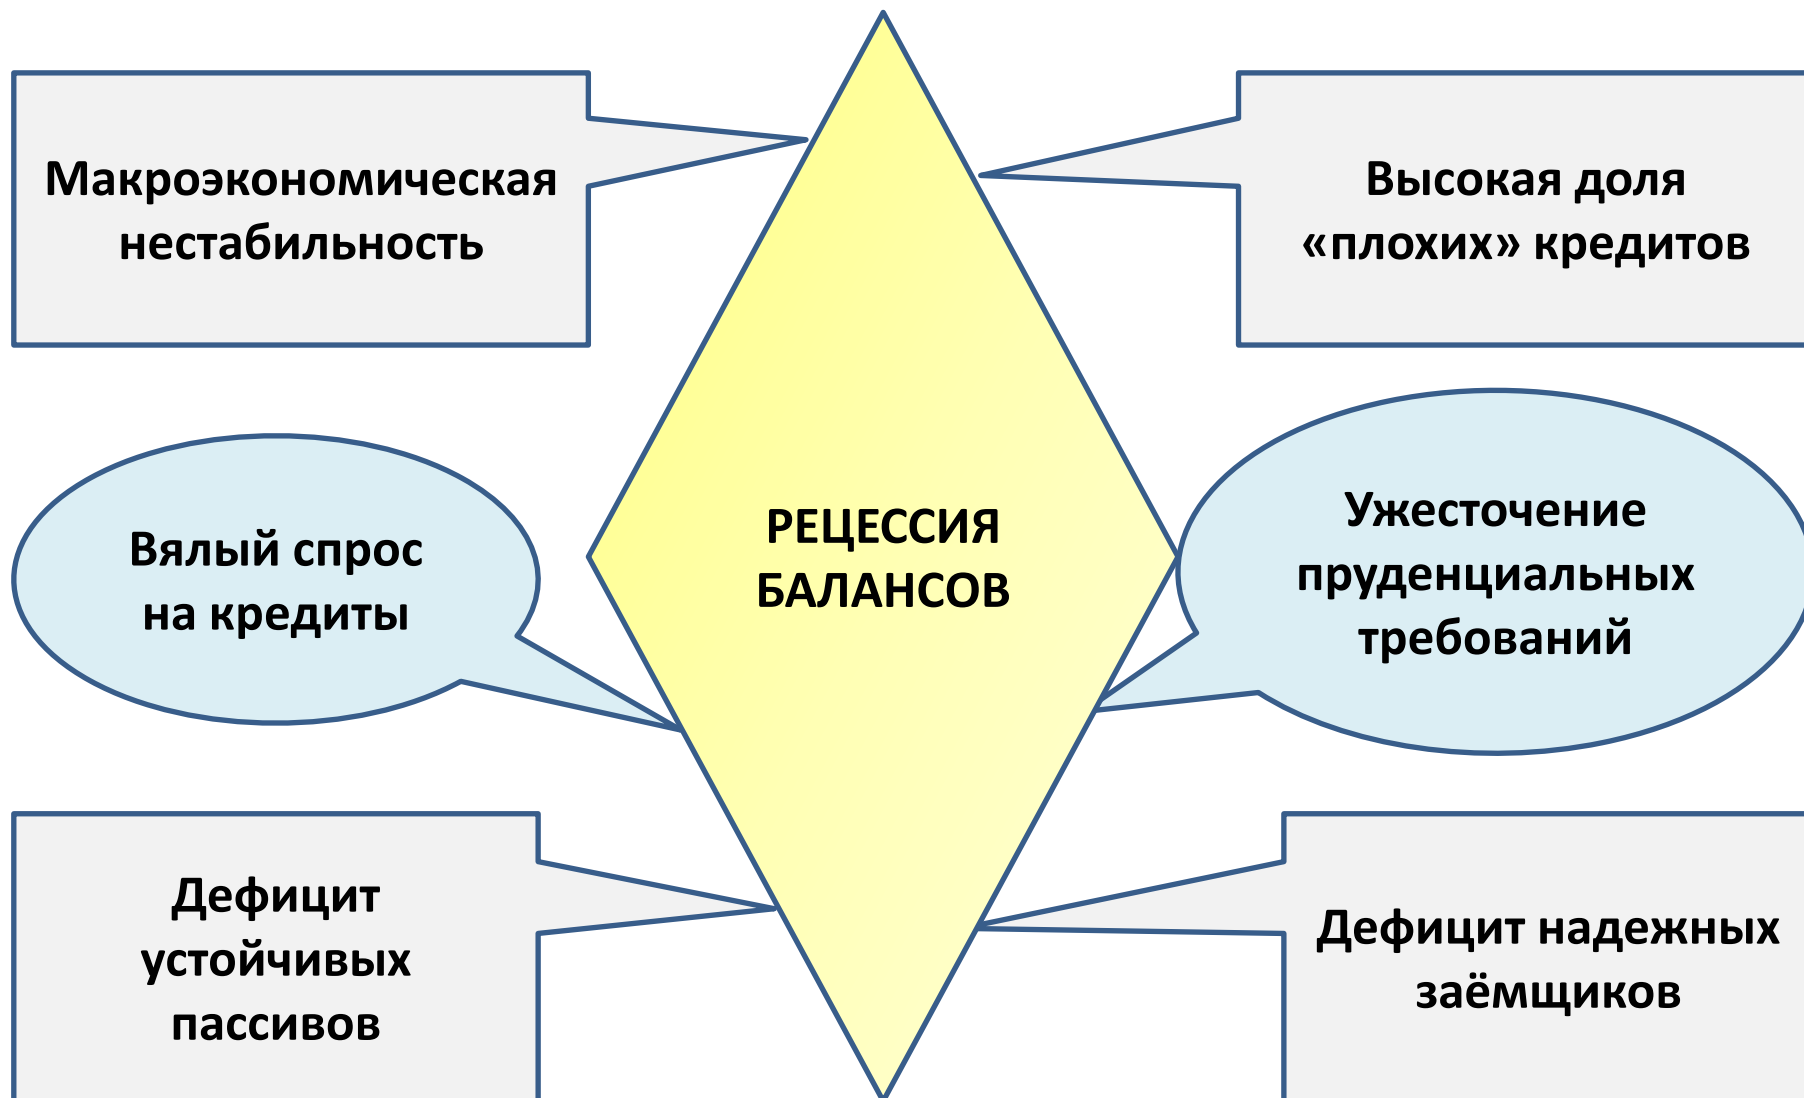 Макроэкономическая
нестабильность
Высокая доля
«плохих» кредитов
Вялый спрос
на кредиты
РЕЦЕССИЯ
БАЛАНСОВ
Ужесточение
пруденциальных
требований
Дефицит
устойчивых
пассивов
Дефицит надежных
заёмщиков